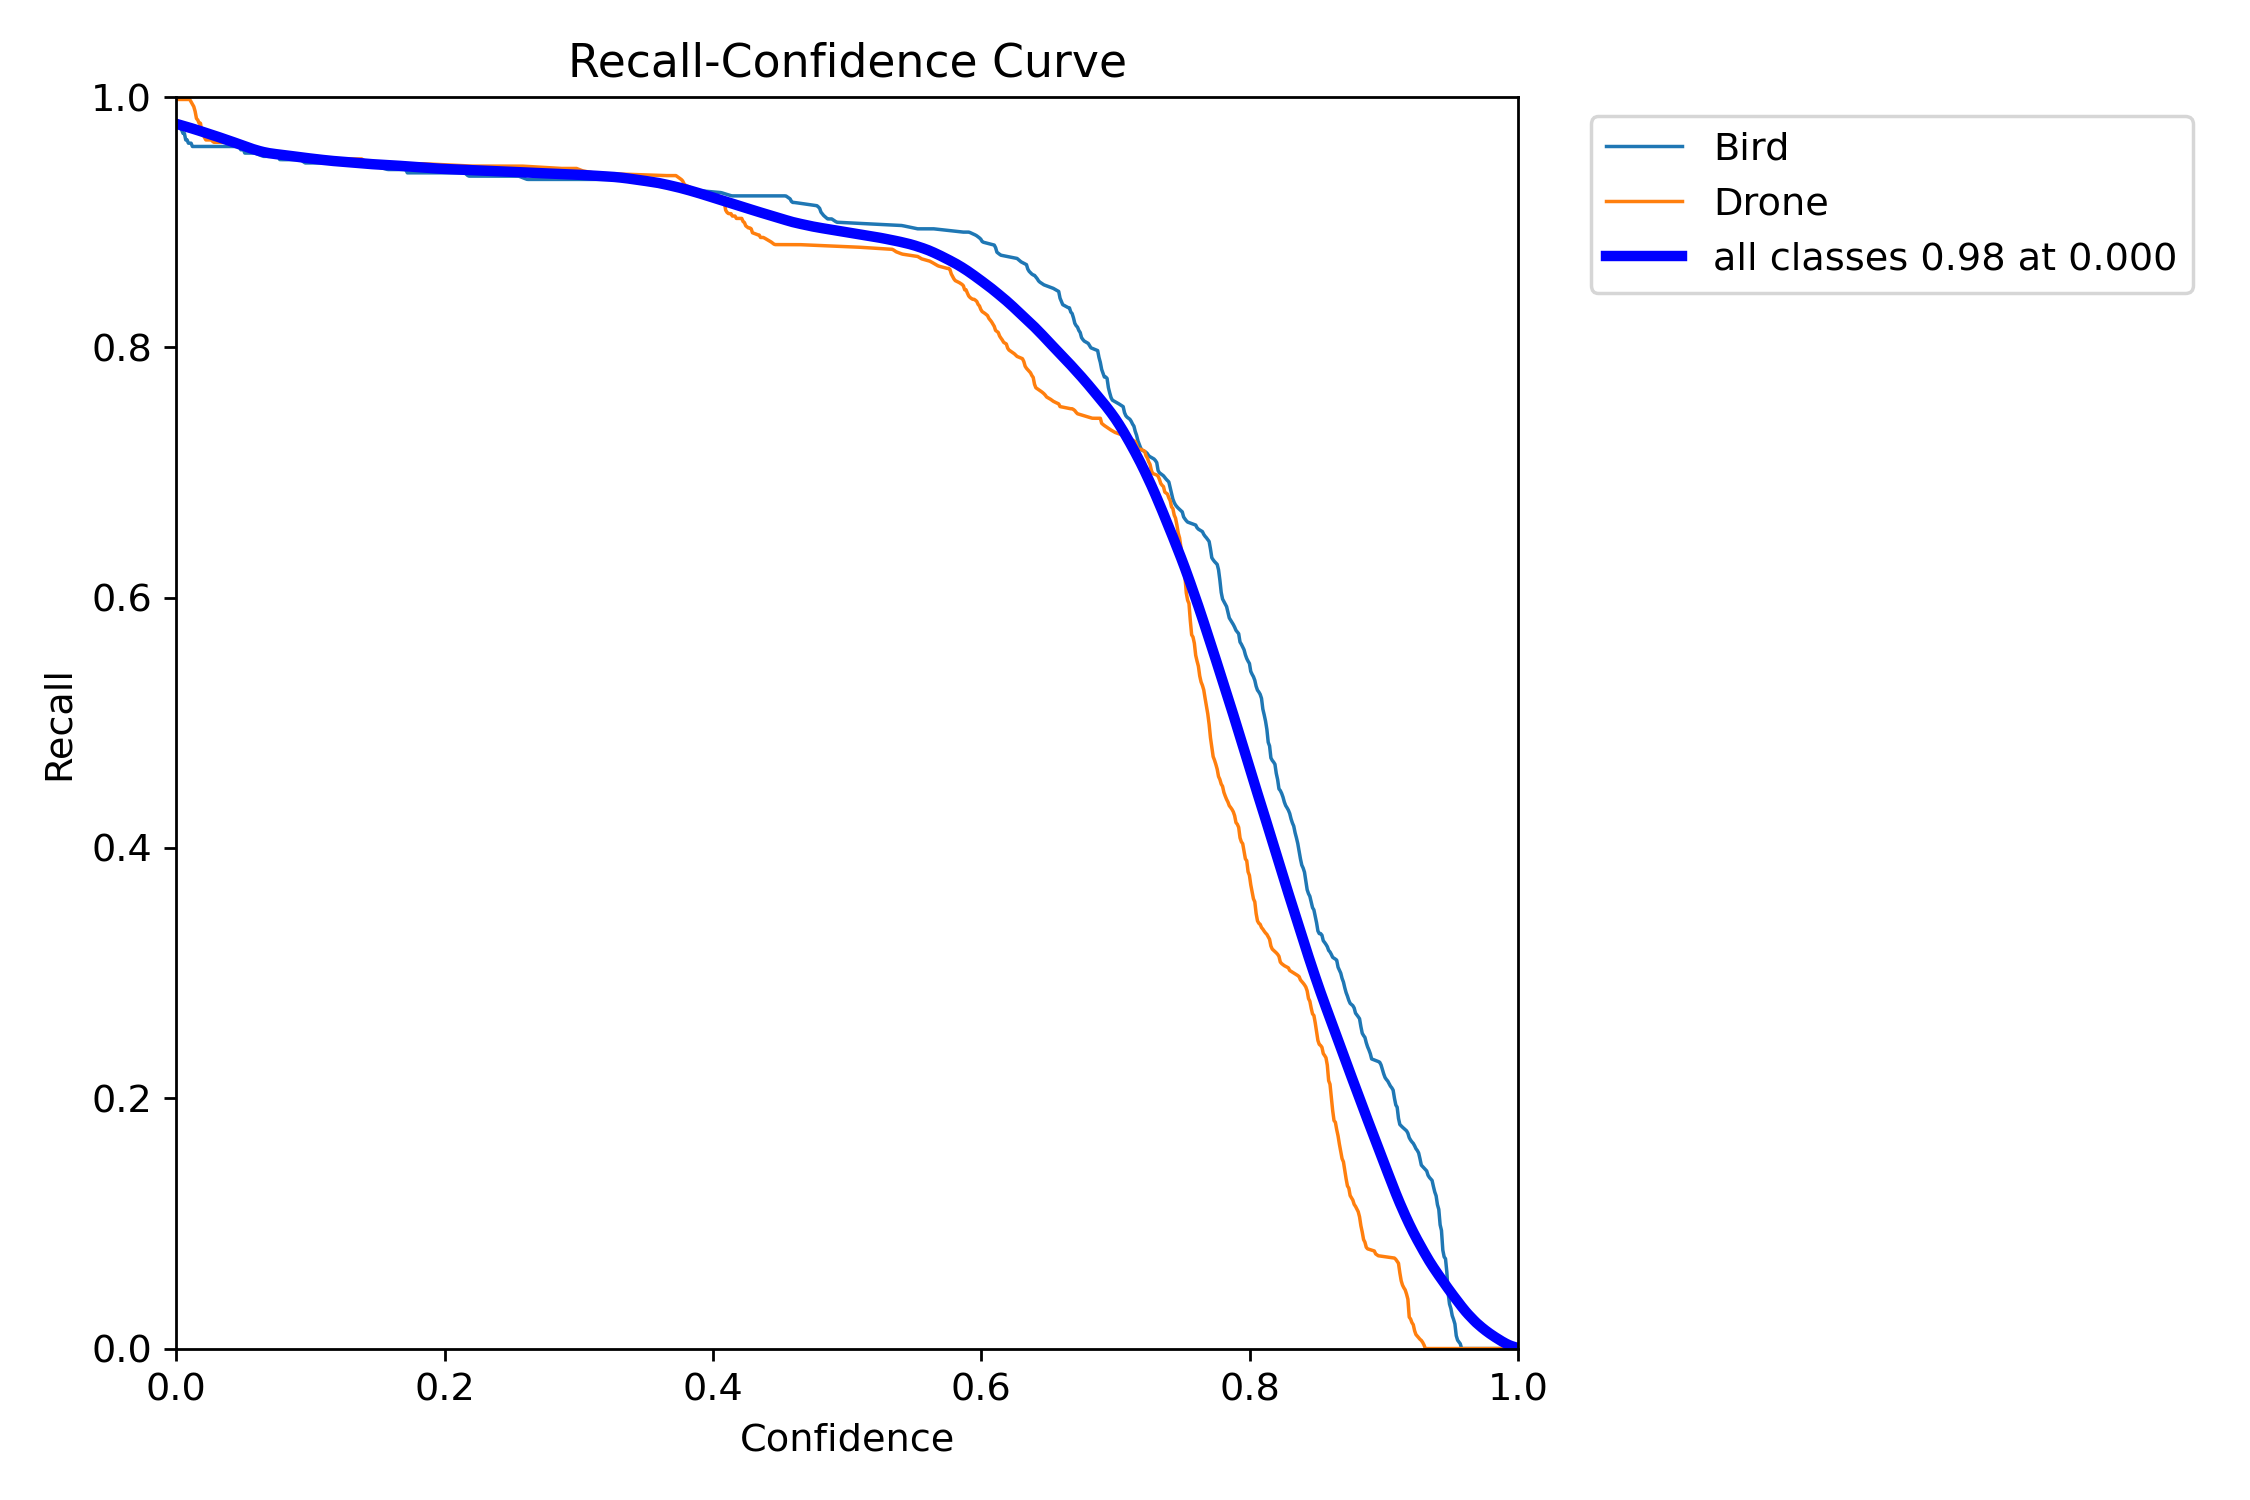 Recall-Confidence Curve
1.0
0.8
0.6
0.4
0.2
0.0
Recall
0.0 0.2 0.4 0.6 0.8 1.0
Confidence
Bird
Drone
all classes 0.98 at 0.000